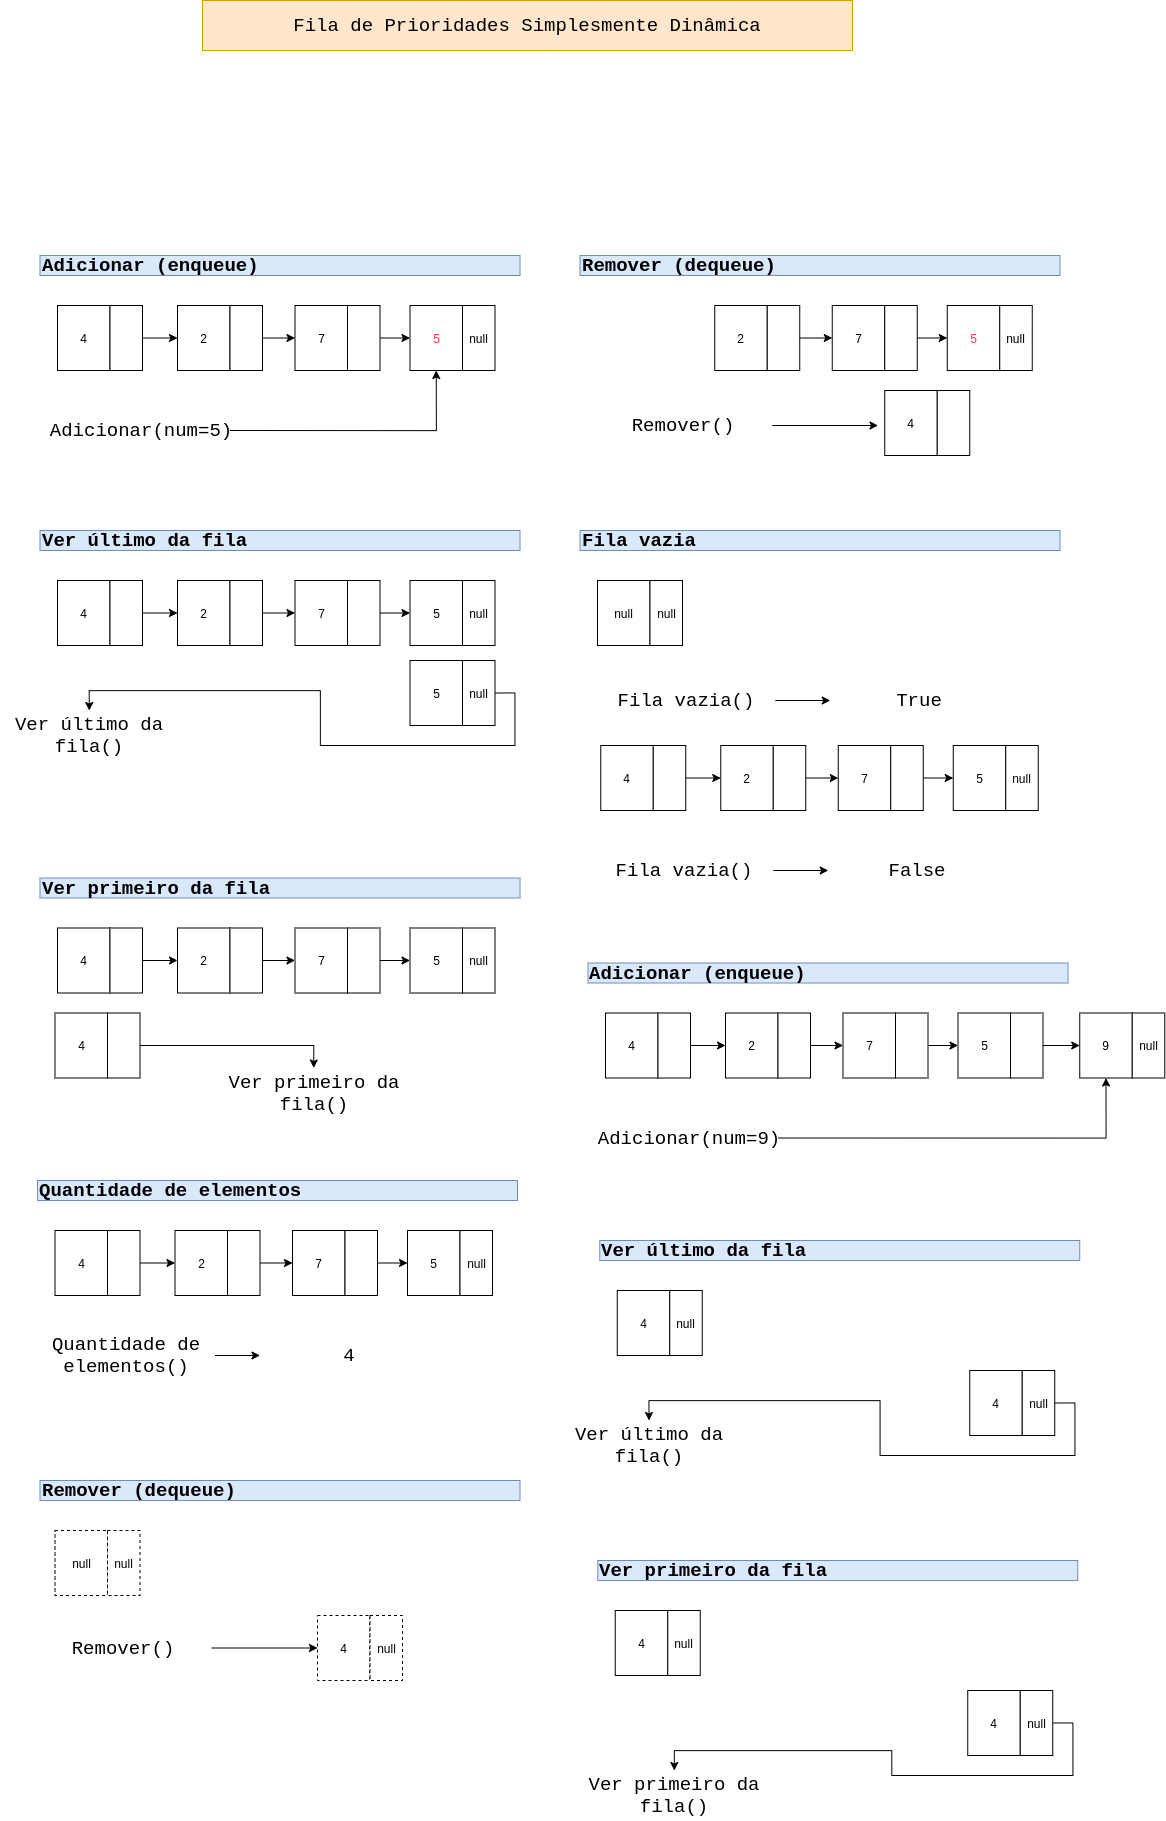 Fila de Prioridades Simplesmente Dinâmica
Adicionar (enqueue)
4 2 7 5 null
Adicionar(num=5)
Remover (dequeue)
2 7 5 null
Remover()
4
Ver último da fila
4 2 7 5 null
5 null
Ver último da
fila()
Fila vazia
null null
Fila vazia() True
4 2 7 5 null
Fila vazia() False
Ver primeiro da fila
4 2 7 5 null
4
Ver primeiro da
fila()
Adicionar (enqueue)
4 2 7 5 9 null
Adicionar(num=9)
Quantidade de elementos
4 2 7 5 null
Quantidade de
elementos()
4
Ver último da fila
4 null
4 null
Ver último da
fila()
Remover (dequeue)
null null
Remover()
4 null
Ver primeiro da fila
4 null
4 null
Ver primeiro da
fila()